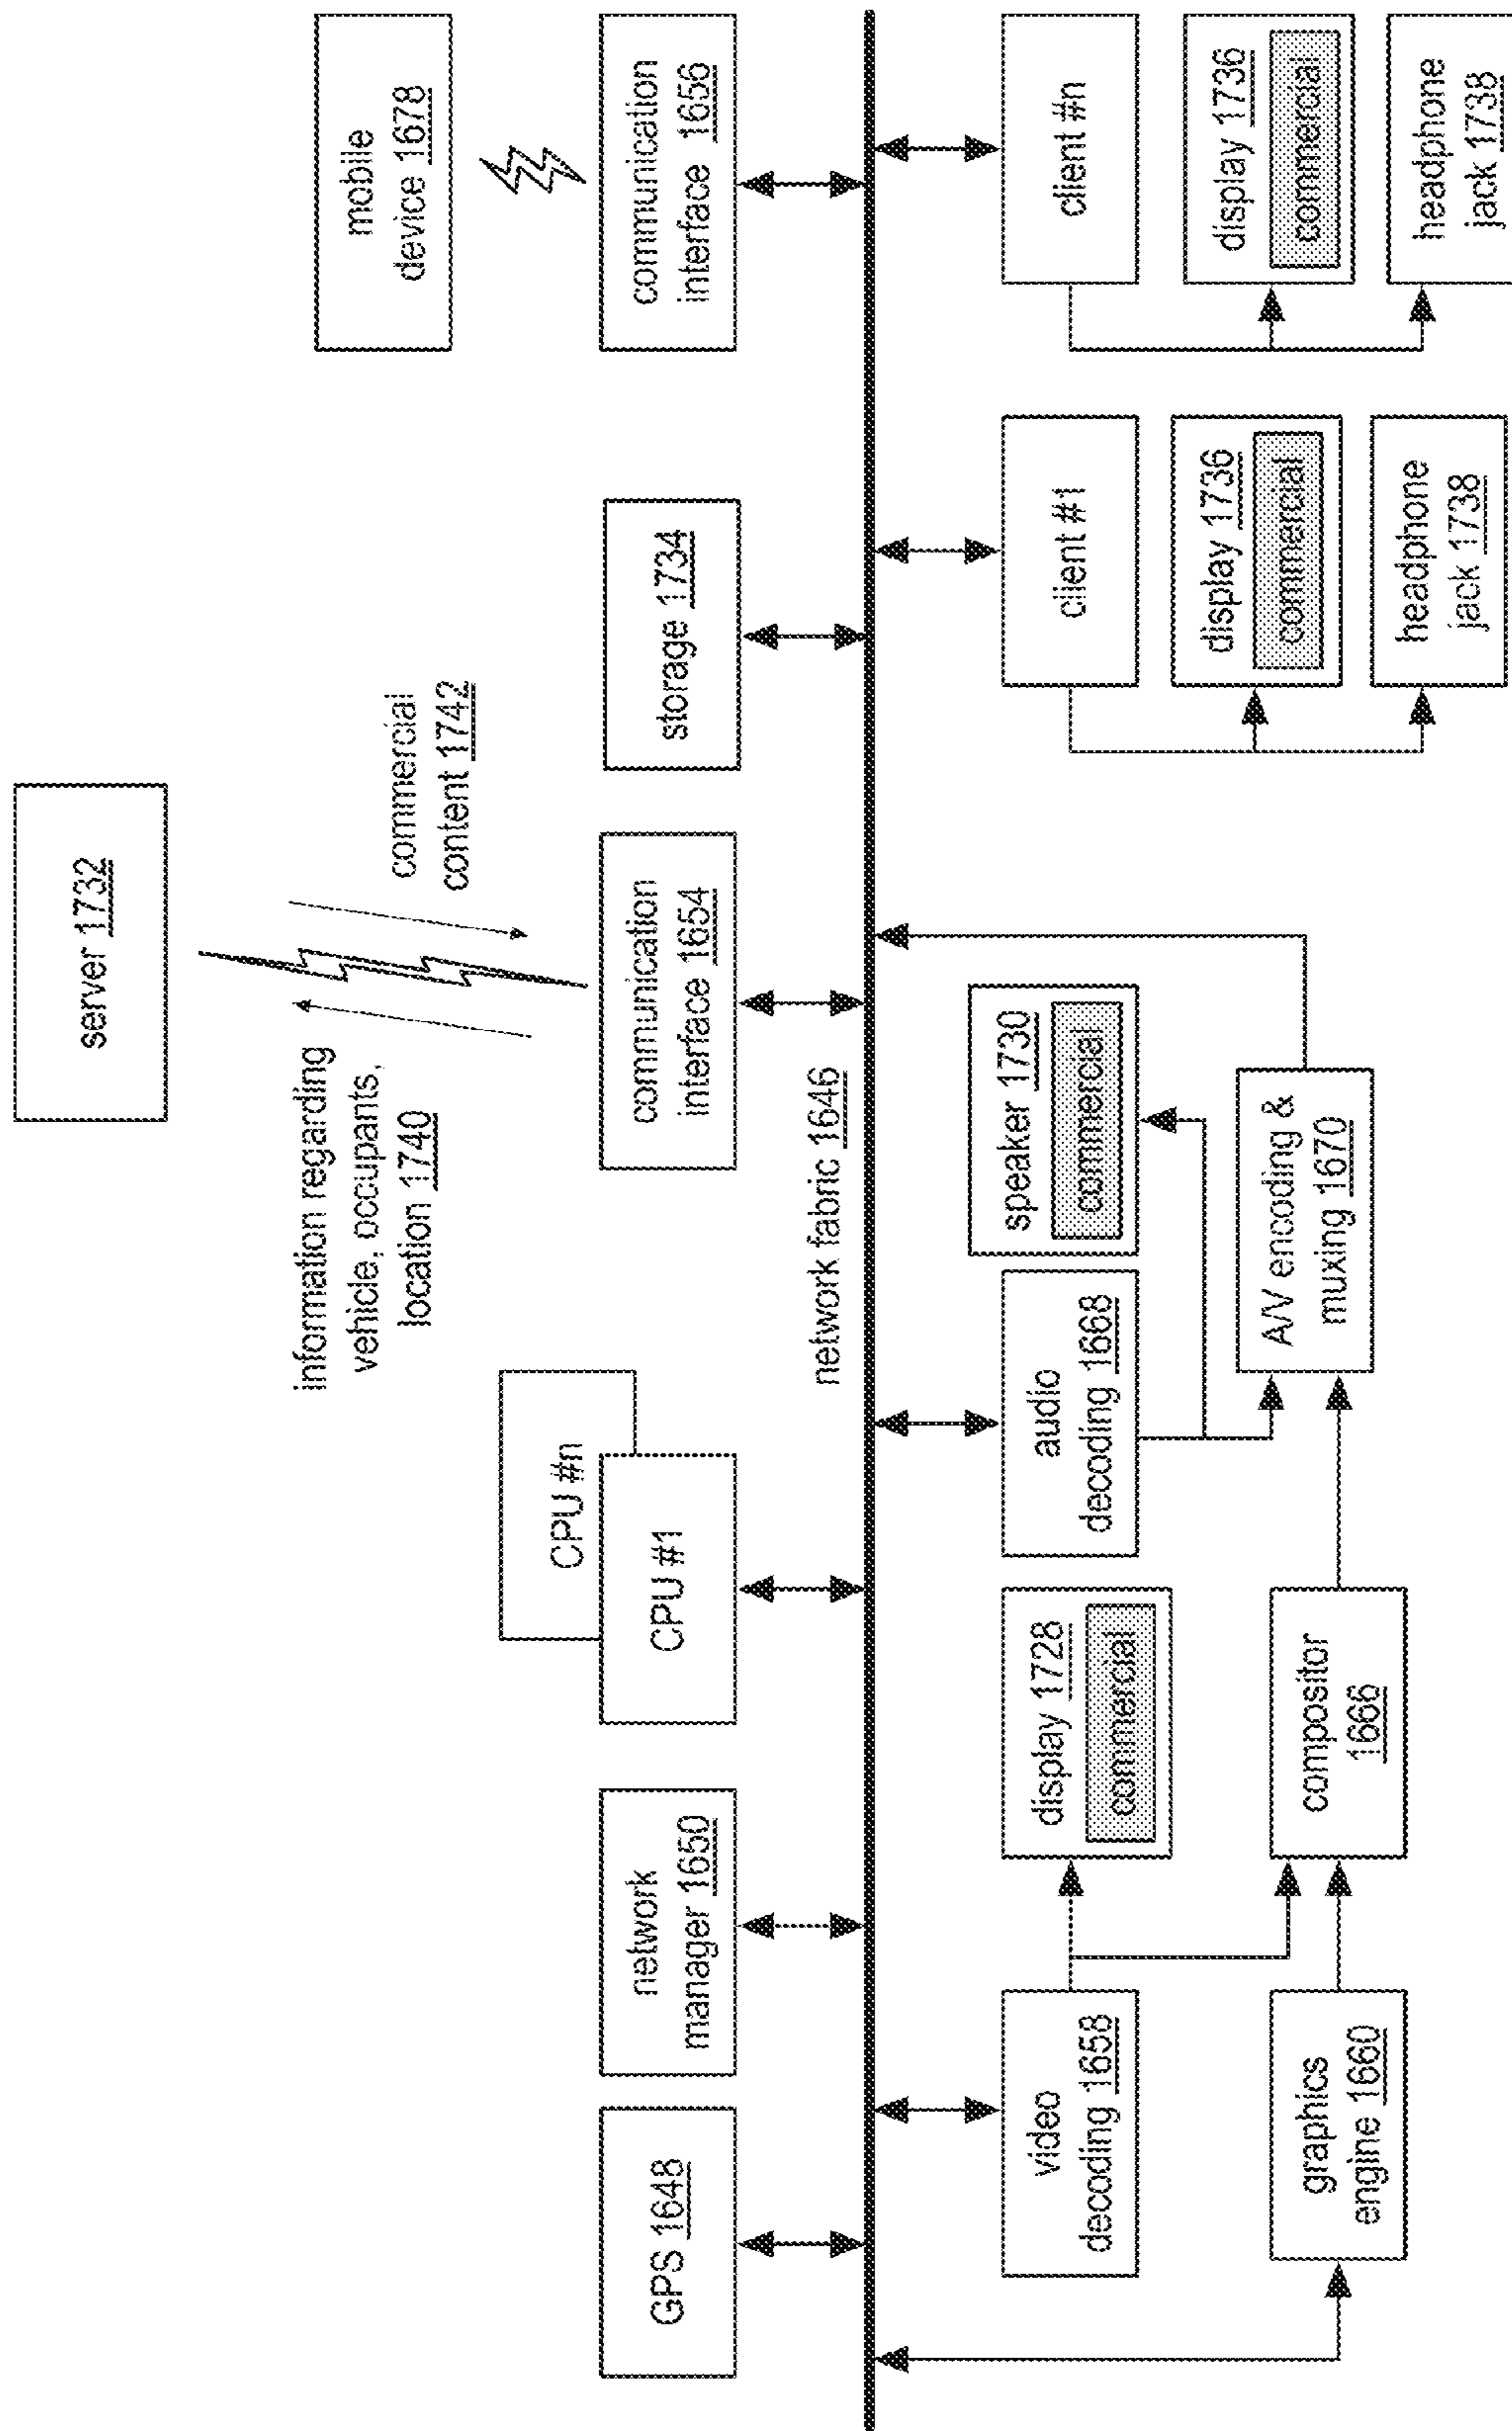 server 1732
information regarding
vehicle, occupants,
location 1740
commercial
content 1742
mobile
device 1678
GPS 1648
network
manager 1650
CPU #n
CPU #1
communication
interface 1654
storage 1734
communication
interface 1656
network fabric 1646
video
decoding 1658
display 1728
commercial
audio
decoding 1668
speaker 1730
commercial
client #1
client #n
graphics
engine 1660
compositor
1666
A/V encoding &
muxing 1670
display 1736
commercial
display 1736
commercial
headphone
jack 1738
headphone
jack 1738